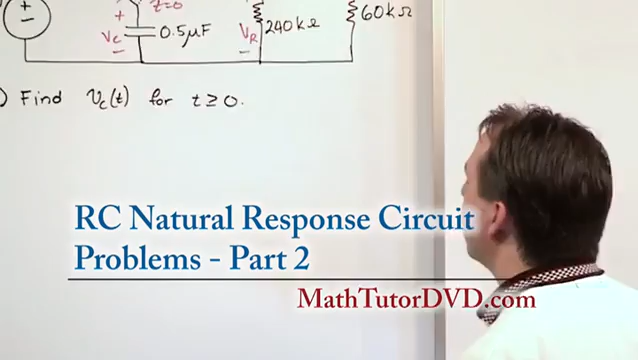 t=0
+
Vc
−
0.5μF
VR
−
240kΩ
60kΩ
) Find Vc(t) for t ≥ 0.
RC Natural Response Circuit
Problems - Part 2
MathTutorDVD.com